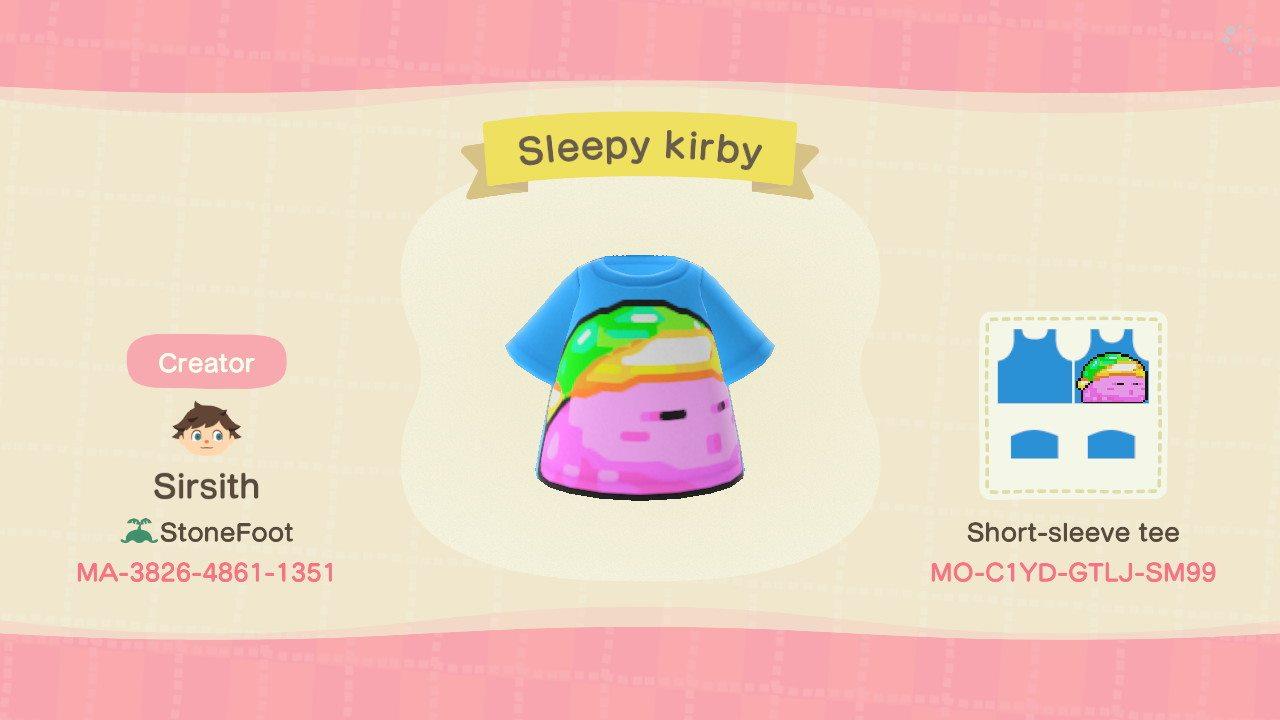 Sleepy kirby
Creator
Sirsith
StoneFoot
MA-3826-4861-1351
Short-sleeve tee
MO-C1YD-GTLJ-SM99